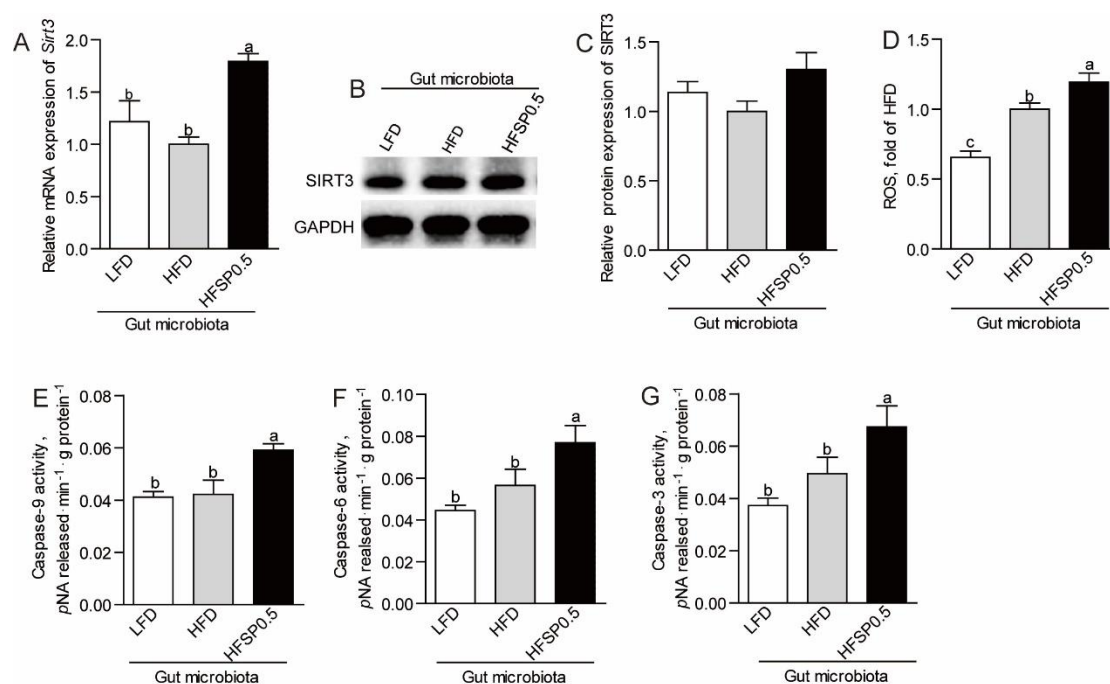 A
Relative mRNA expression of Sirt3
2.0
1.5
1.0
0.5
0.0
b
b
a
LFD
HFD
HFSP0.5
Gut microbiota
B
Gut microbiota
LFD
HFD
HFSP0.5
SIRT3
GAPDH
C
Relative protein expression of SIRT3
1.5
1.0
0.5
0.0
LFD
HFD
HFSP0.5
Gut microbiota
D
ROS, fold of HFD
1.5
1.0
0.5
0.0
c
b
a
LFD
HFD
HFSP0.5
Gut microbiota
E
Caspase-9 activity,
pNA released·min⁻¹·g protein⁻¹
0.08
0.06
0.04
0.02
0.00
b
b
a
LFD
HFD
HFSP0.5
Gut microbiota
F
Caspase-6 activity,
pNA realsed·min⁻¹·g protein⁻¹
0.10
0.08
0.06
0.04
0.02
0.00
b
b
a
LFD
HFD
HFSP0.5
Gut microbiota
G
Caspase-3 activity,
pNA realsed·min⁻¹·g protein⁻¹
0.08
0.06
0.04
0.02
0.00
b
b
a
LFD
HFD
HFSP0.5
Gut microbiota